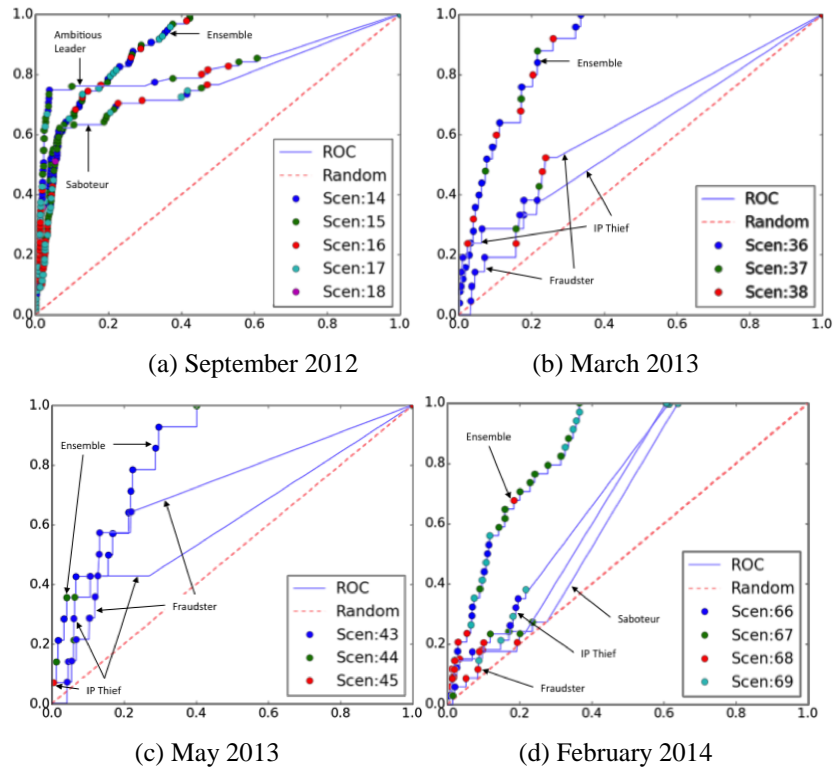 1.0
0.8
0.6
0.4
0.2
0.0
0.0 0.2 0.4 0.6 0.8 1.0
Ambitious
Leader
Ensemble
Saboteur
ROC
Random
Scen:14
Scen:15
Scen:16
Scen:17
Scen:18
(a) September 2012
1.0
0.8
0.6
0.4
0.2
0.0
0.0 0.2 0.4 0.6 0.8 1.0
Ensemble
IP Thief
Fraudster
ROC
Random
Scen:36
Scen:37
Scen:38
(b) March 2013
1.0
0.8
0.6
0.4
0.2
0.0
0.0 0.2 0.4 0.6 0.8 1.0
Ensemble
Fraudster
IP Thief
ROC
Random
Scen:43
Scen:44
Scen:45
(c) May 2013
1.0
0.8
0.6
0.4
0.2
0.0
0.0 0.2 0.4 0.6 0.8 1.0
Ensemble
Saboteur
IP Thief
Fraudster
ROC
Random
Scen:66
Scen:67
Scen:68
Scen:69
(d) February 2014